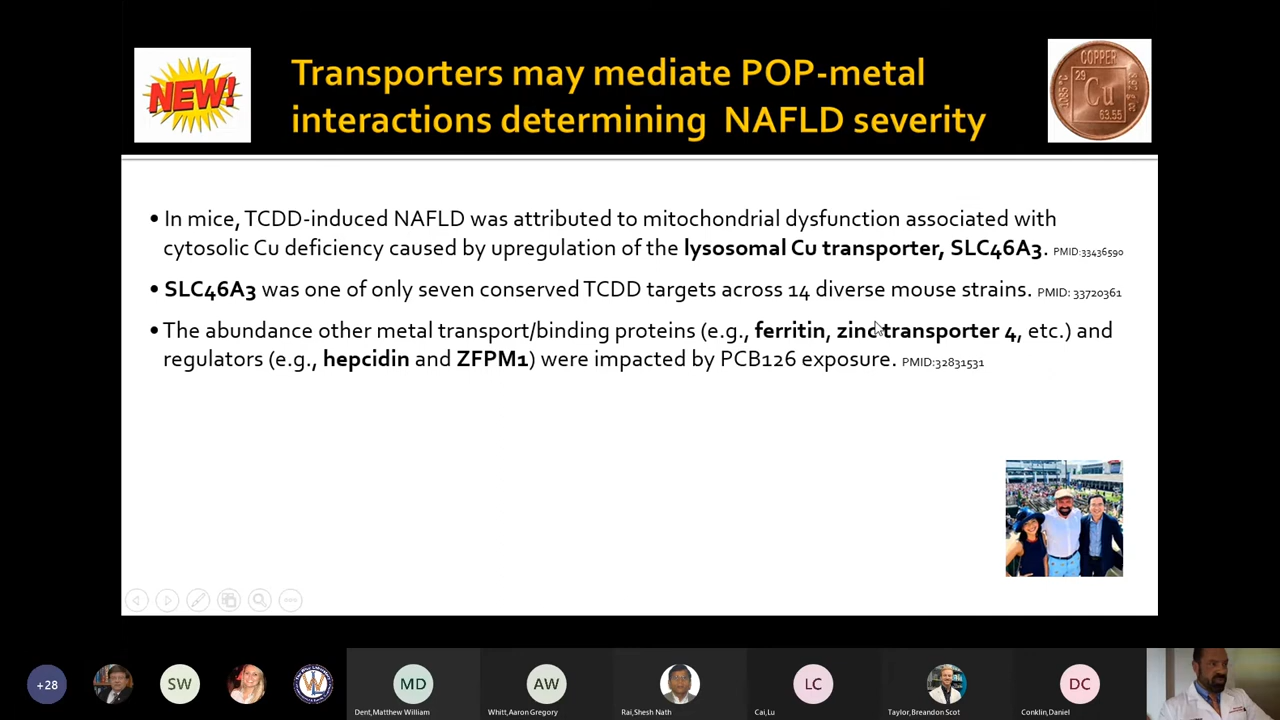 NEW!
Transporters may mediate POP-metal
interactions determining NAFLD severity
COPPER
29
Cu
63.55
• In mice, TCDD-induced NAFLD was attributed to mitochondrial dysfunction associated with
cytosolic Cu deficiency caused by upregulation of the lysosomal Cu transporter, SLC46A3. PMID:33436590
• SLC46A3 was one of only seven conserved TCDD targets across 14 diverse mouse strains. PMID: 33720361
• The abundance other metal transport/binding proteins (e.g., ferritin, zinc transporter 4, etc.) and
regulators (e.g., hepcidin and ZFPM1) were impacted by PCB126 exposure. PMID:32831531
+28
SW
MD
AW
LC
DC
Dent,Matthew William
Whitt,Aaron Gregory
Rai,Shesh Nath
Cai,Lu
Taylor,Breandon Scot
Conklin,Daniel